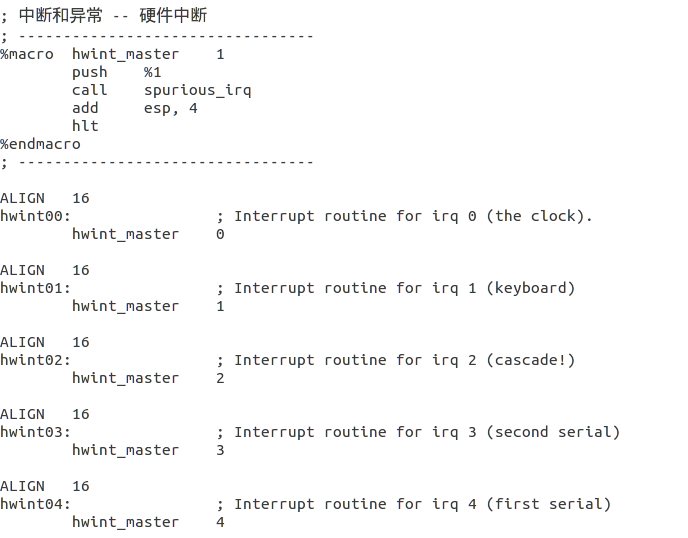 ; 中断和异常 -- 硬件中断
; ---------------------------------
%macro  hwint_master    1
        push    %1
        call    spurious_irq
        add     esp, 4
        hlt
%endmacro
; ---------------------------------

ALIGN   16
hwint00:                ; Interrupt routine for irq 0 (the clock).
        hwint_master    0

ALIGN   16
hwint01:                ; Interrupt routine for irq 1 (keyboard)
        hwint_master    1

ALIGN   16
hwint02:                ; Interrupt routine for irq 2 (cascade!)
        hwint_master    2

ALIGN   16
hwint03:                ; Interrupt routine for irq 3 (second serial)
        hwint_master    3

ALIGN   16
hwint04:                ; Interrupt routine for irq 4 (first serial)
        hwint_master    4